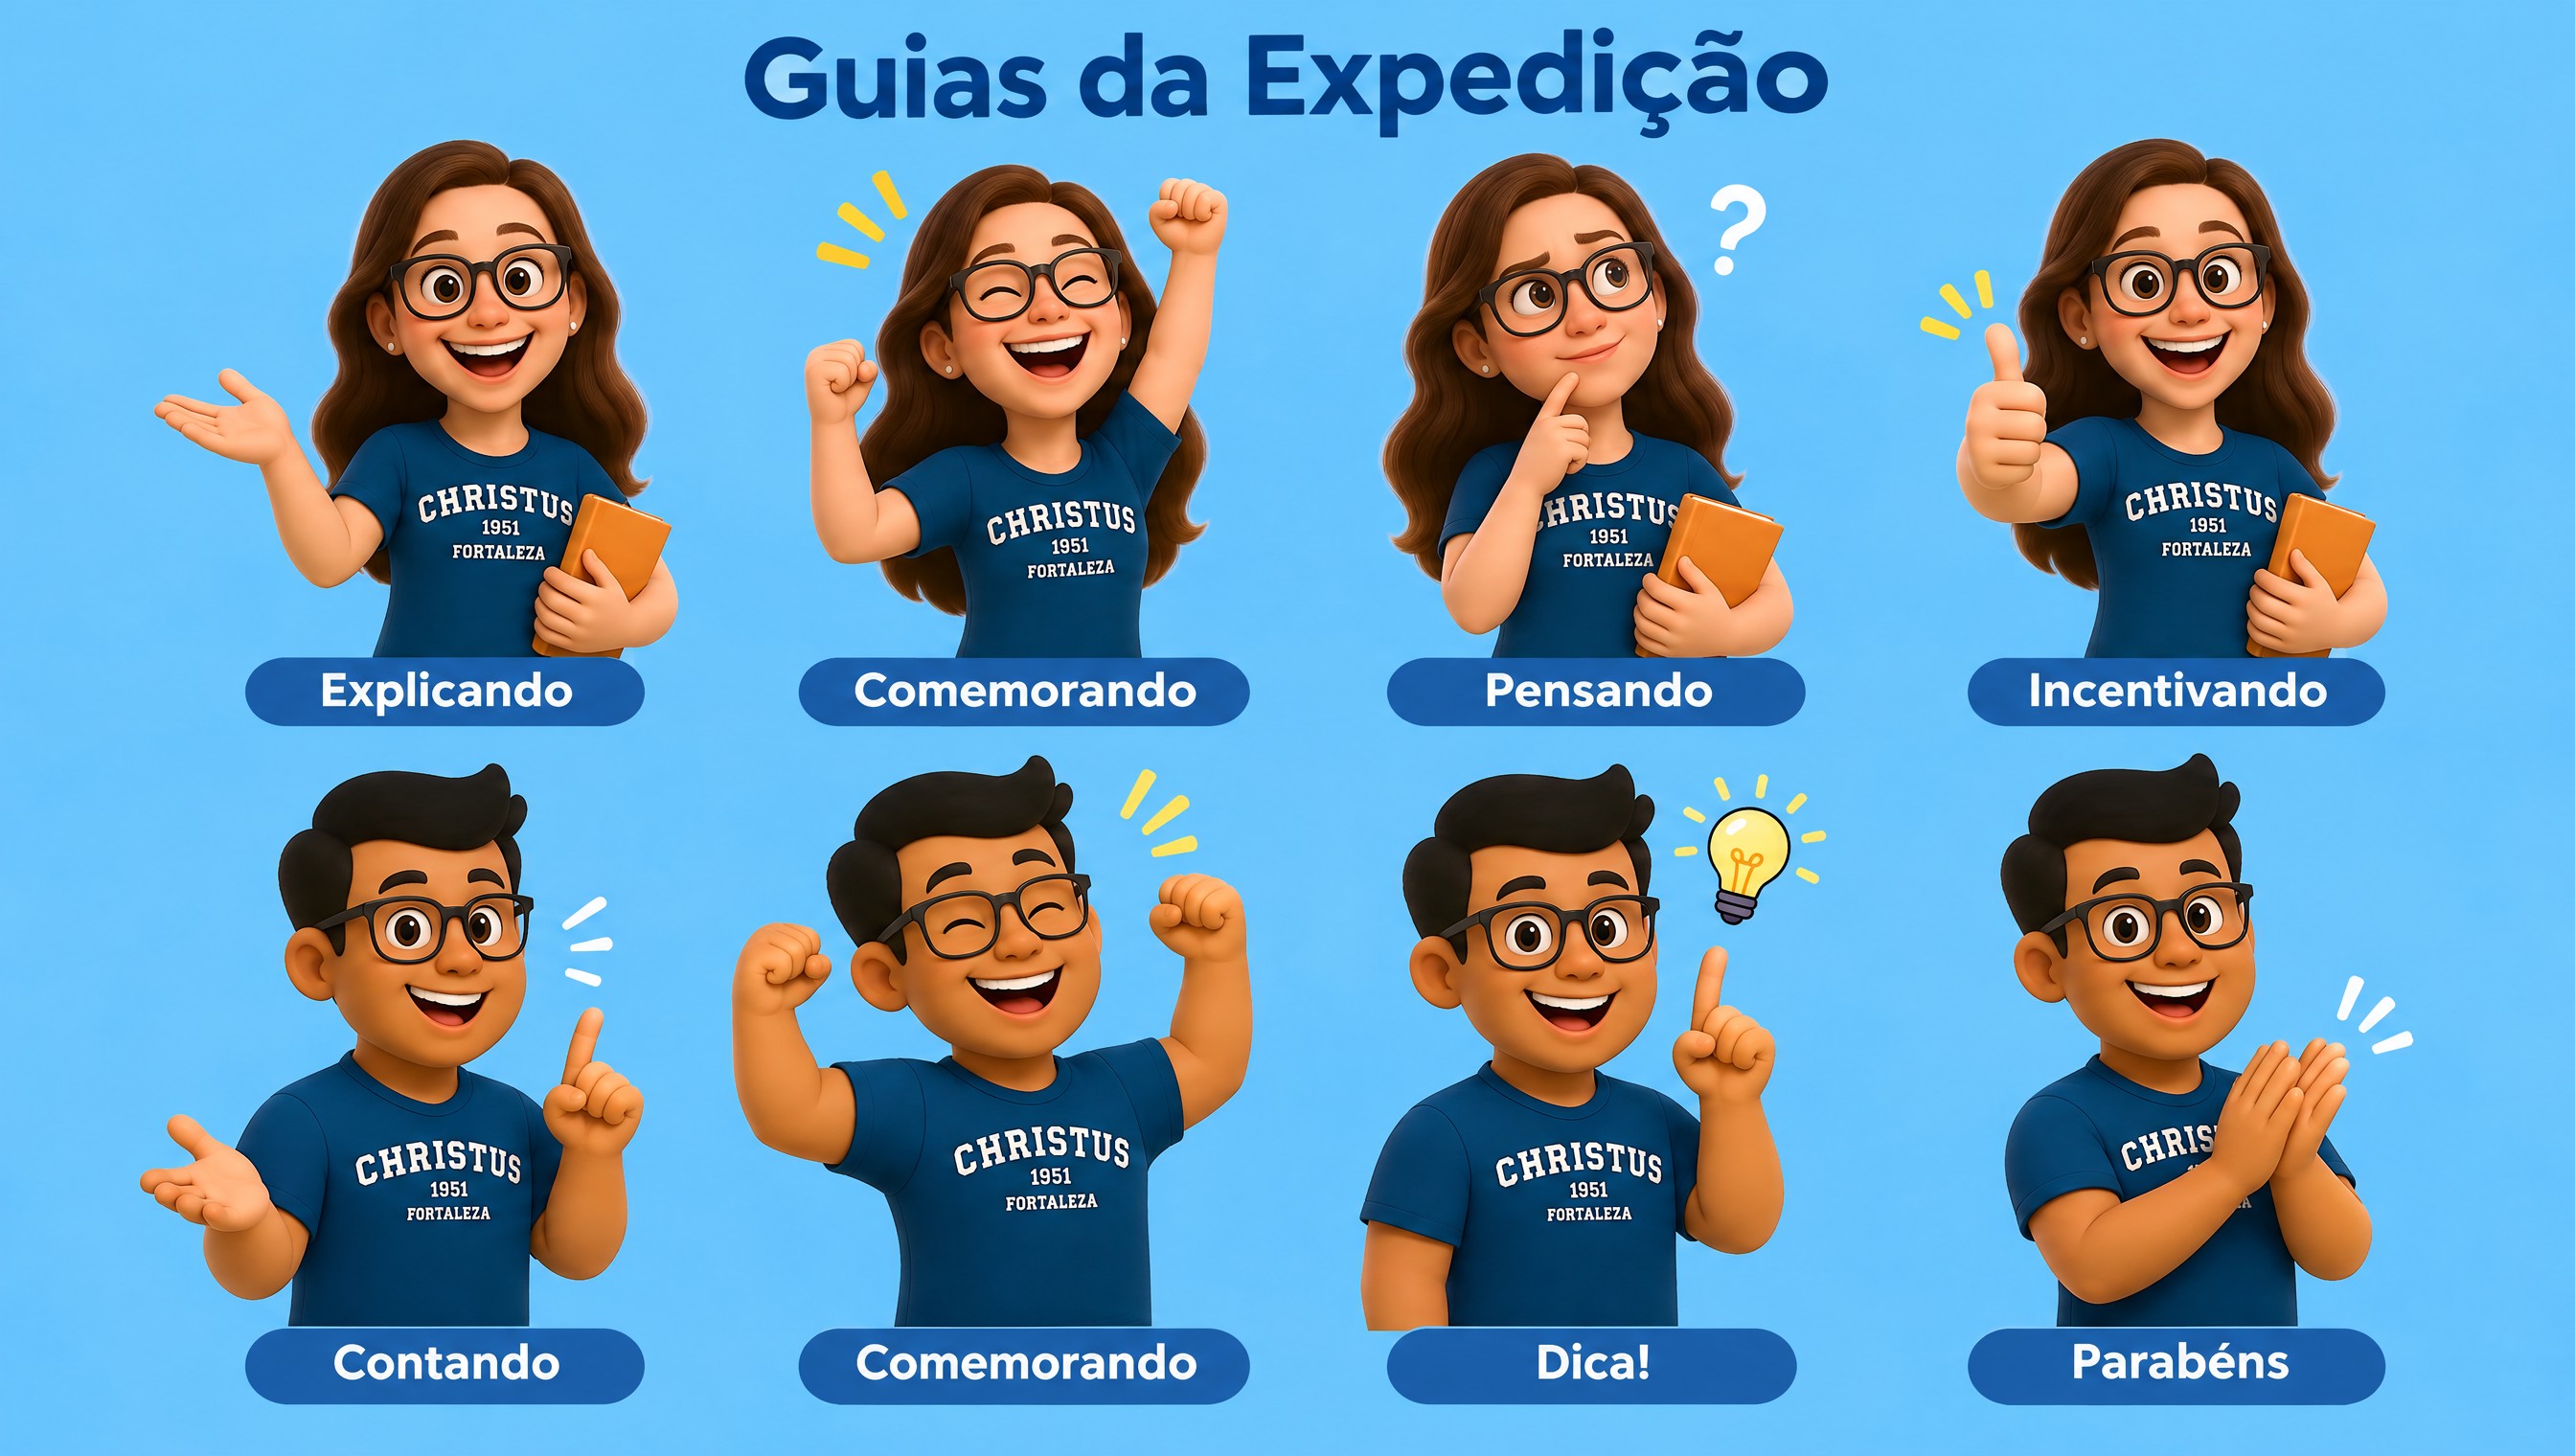 Guias da Expedição
?
CHRISTUS
1951
FORTALEZA
CHRISTUS
1951
FORTALEZA
CHRISTUS
1951
FORTALEZA
CHRISTUS
1951
FORTALEZA
Explicando
Comemorando
Pensando
Incentivando
CHRISTUS
1951
FORTALEZA
CHRISTUS
1951
FORTALEZA
CHRISTUS
1951
FORTALEZA
CHRIS
Contando
Comemorando
Dica!
Parabéns